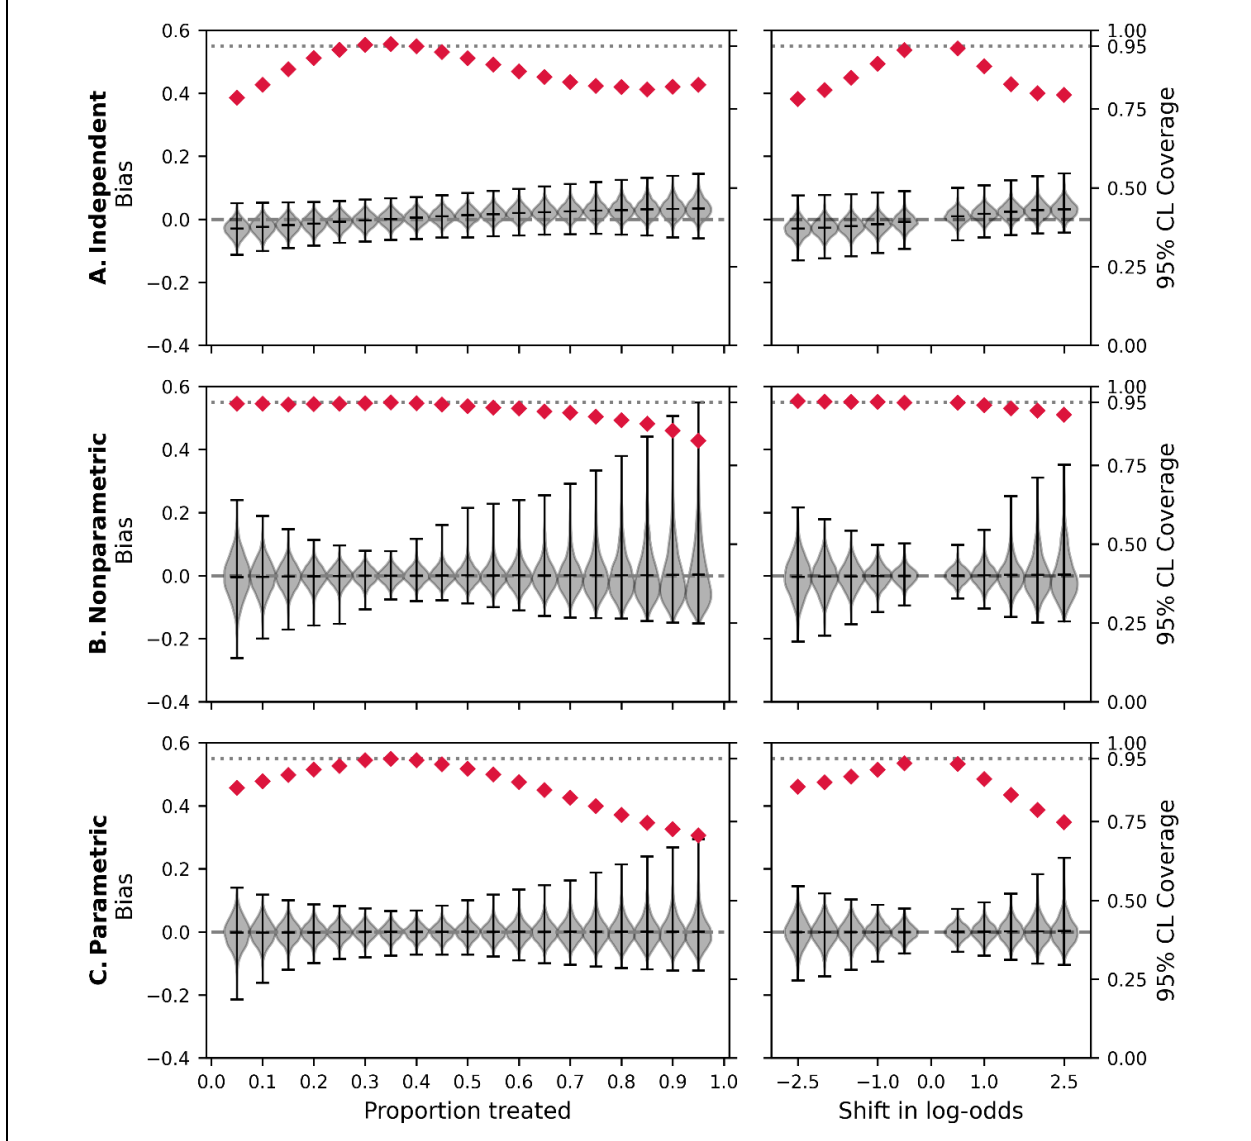 A. Independent
Bias
0.6
0.4
0.2
0.0
−0.2
−0.4
1.00
0.95
0.75
0.50
0.25
0.00
95% CL Coverage
B. Nonparametric
Bias
0.6
0.4
0.2
0.0
−0.2
−0.4
1.00
0.95
0.75
0.50
0.25
0.00
95% CL Coverage
C. Parametric
Bias
0.6
0.4
0.2
0.0
−0.2
−0.4
1.00
0.95
0.75
0.50
0.25
0.00
95% CL Coverage
0.0 0.1 0.2 0.3 0.4 0.5 0.6 0.7 0.8 0.9 1.0
Proportion treated
−2.5 −1.0 0.0 1.0 2.5
Shift in log-odds